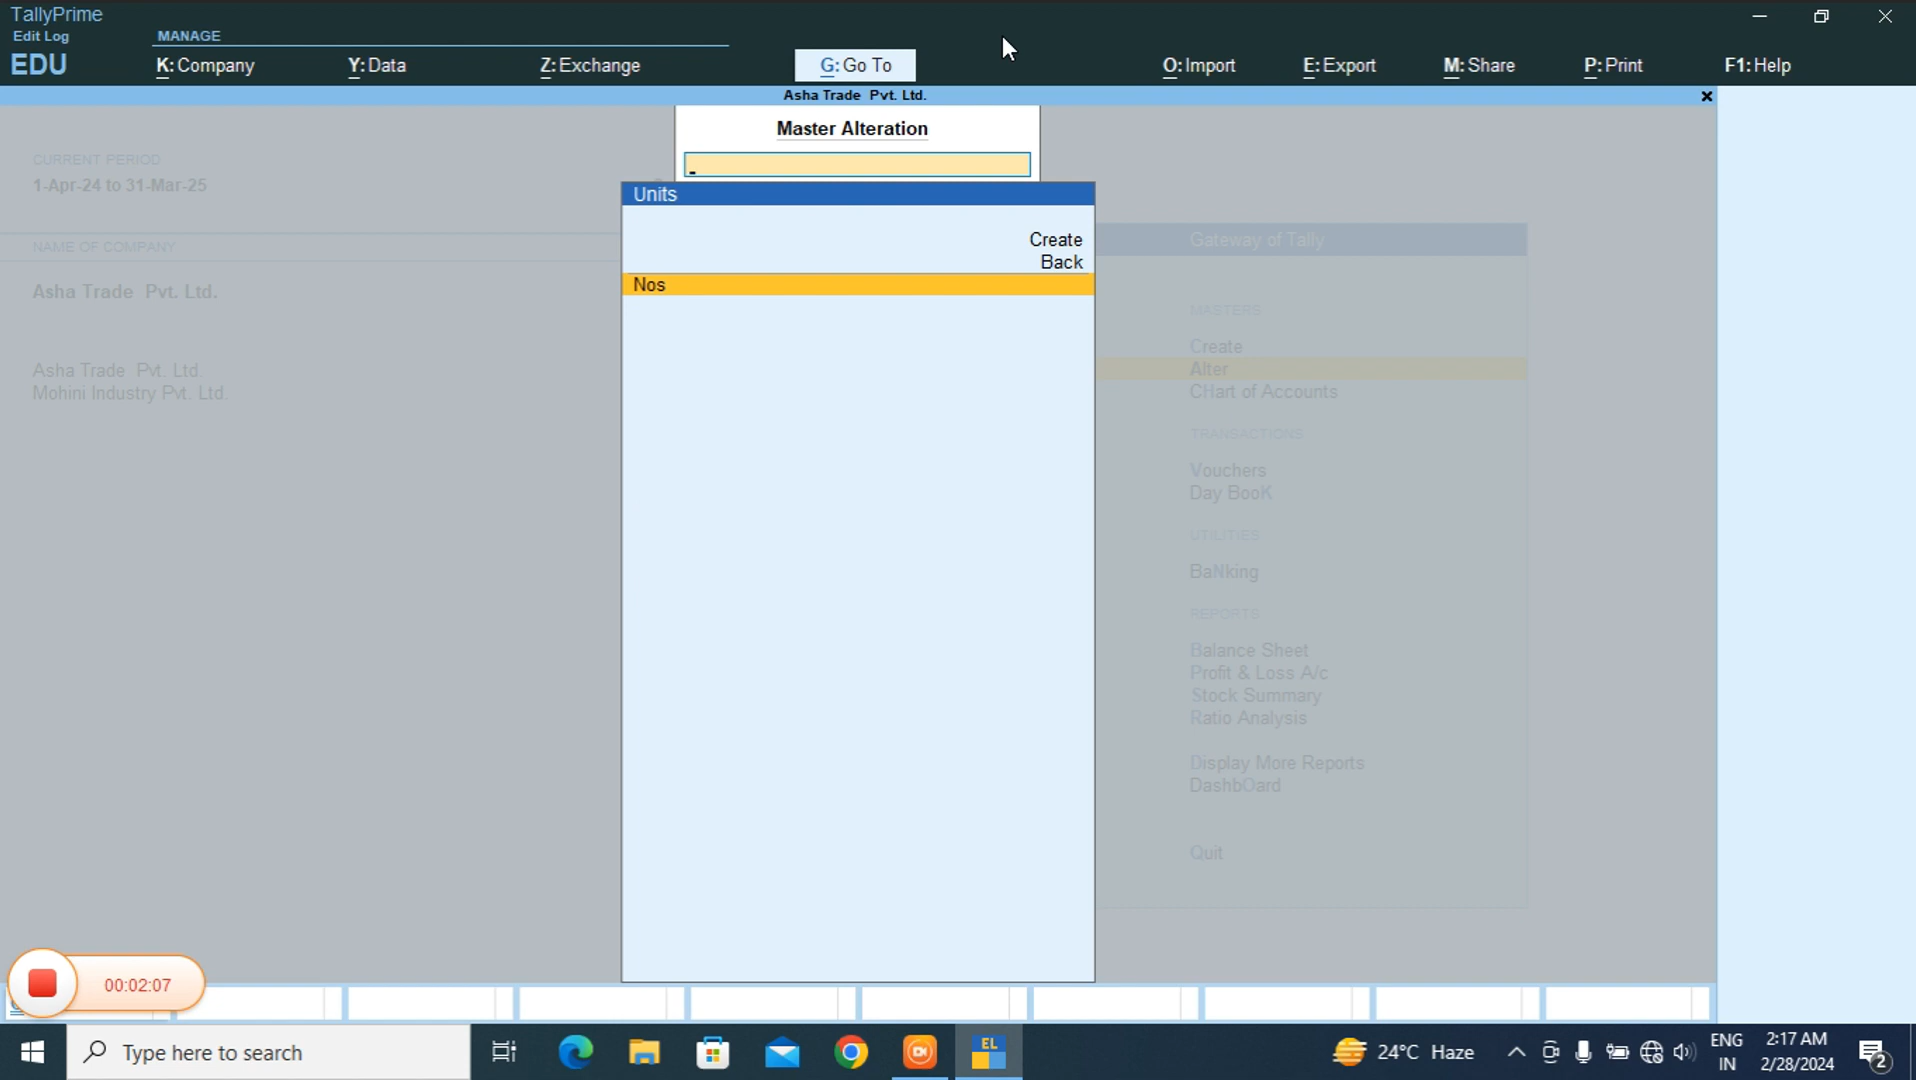 TallyPrime
Edit Log
EDU
MANAGE
K: Company
Y: Data
Z: Exchange
G: Go To
O: Import
E: Export
M: Share
P: Print
F1: Help
Asha Trade Pvt. Ltd.
Master Alteration
CURRENT PERIOD
1-Apr-24 to 31-Mar-25
NAME OF COMPANY
Asha Trade Pvt. Ltd.
Asha Trade Pvt. Ltd.
Mohini Industry Pvt. Ltd.
Units
Create
Back
Nos
Gateway of Tally
MASTERS
Create
Alter
CHart of Accounts
TRANSACTIONS
Vouchers
Day BooK
UTILITIES
BaNking
REPORTS
Balance Sheet
Profit & Loss A/c
Stock Summary
Ratio Analysis
Display More Reports
DashbOard
Quit
00:02:07
Type here to search
EL
24°C Haze
ENG
IN
2:17 AM
2/28/2024
2